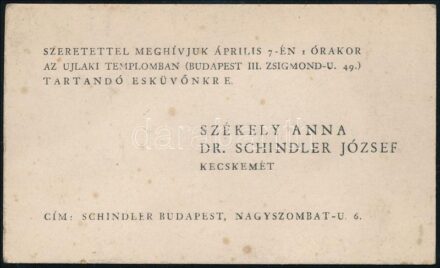 SZERETETTEL MEGHÍVJUK ÁPRILIS 7-ÉN 1 ÓRAKOR
AZ UJLAKI TEMPLOMBAN (BUDAPEST III. ZSIGMOND-U. 49.)
TARTANDÓ ESKÜVŐNKRE.
SZÉKELY ANNA
DR. SCHINDLER JÓZSEF
KECSKEMÉT
CÍM: SCHINDLER BUDAPEST, NAGYSZOMBAT-U. 6.